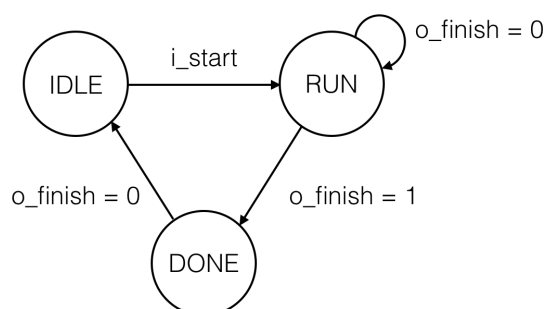 o_finish = 0
i_start
IDLE
RUN
o_finish = 0
o_finish = 1
DONE